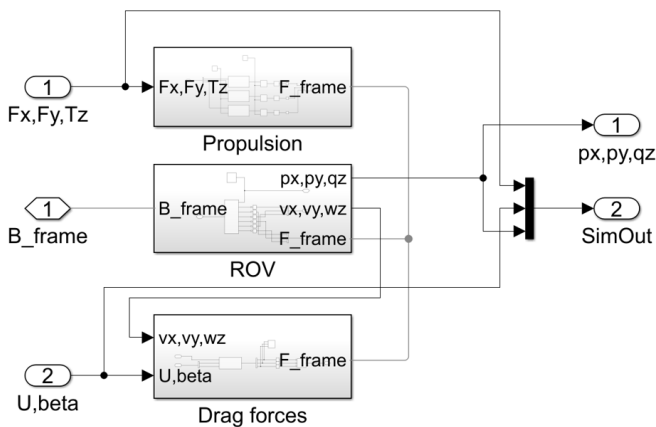 1
Fx,Fy,Tz
Fx,Fy,Tz
F_frame
Propulsion
1
px,py,qz
1
B_frame
px,py,qz
B_frame
vx,vy,wz
F_frame
ROV
2
SimOut
vx,vy,wz
F_frame
U,beta
Drag forces
2
U,beta